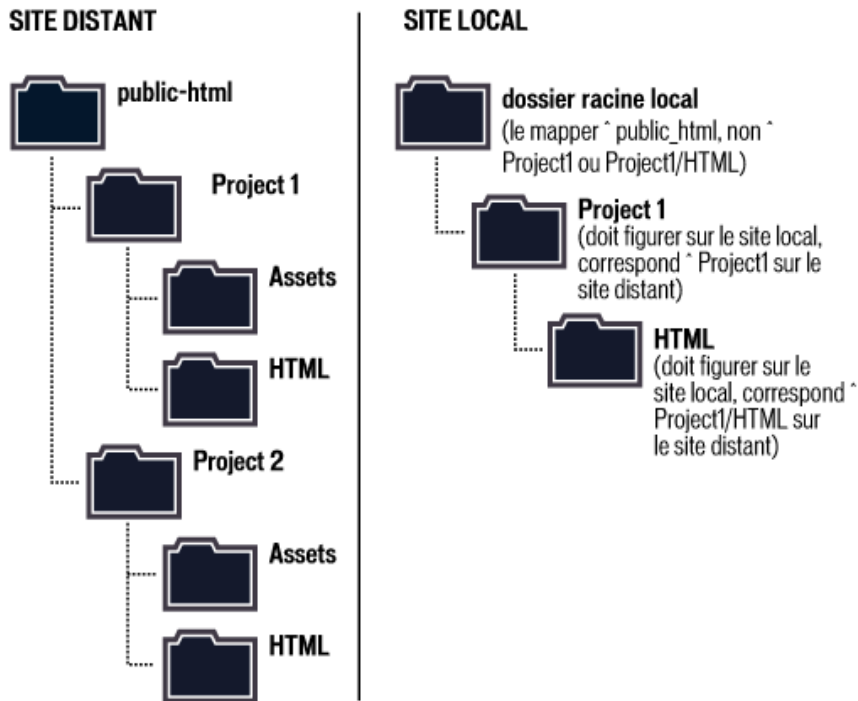 SITE DISTANT
public-html
Project 1
Assets
HTML
Project 2
Assets
HTML
SITE LOCAL
dossier racine local
(le mapper ˆ public_html, non ˆ
Project1 ou Project1/HTML)
Project 1
(doit figurer sur le site local,
correspond ˆ Project1 sur le
site distant)
HTML
(doit figurer sur le
site local, correspond ˆ
Project1/HTML sur
le site distant)